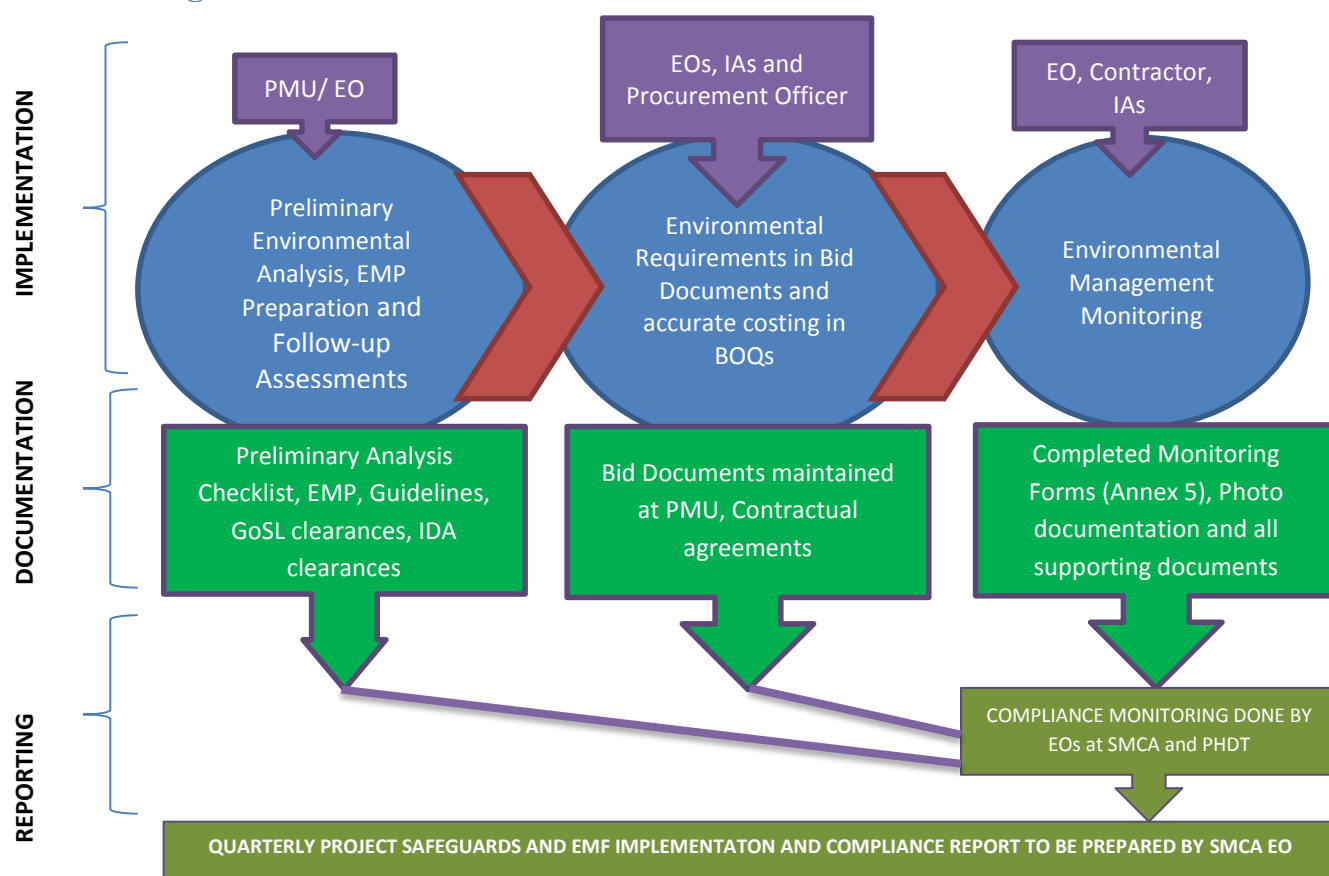 IMPLEMENTATION
PMU/ EO
EOs, IAs and
Procurement Officer
EO, Contractor,
IAs
Preliminary
Environmental
Analysis, EMP
Preparation and
Follow-up
Assessments
Environmental
Requirements in Bid
Documents and
accurate costing in
BOQs
Environmental
Management
Monitoring
DOCUMENTATION
Preliminary Analysis
Checklist, EMP, Guidelines,
GoSL clearances, IDA
clearances
Bid Documents maintained
at PMU, Contractual
agreements
Completed Monitoring
Forms (Annex 5), Photo
documentation and all
supporting documents
REPORTING
COMPLIANCE MONITORING DONE BY
EOs at SMCA and PHDT
QUARTERLY PROJECT SAFEGUARDS AND EMF IMPLEMENTATON AND COMPLIANCE REPORT TO BE PREPARED BY SMCA EO